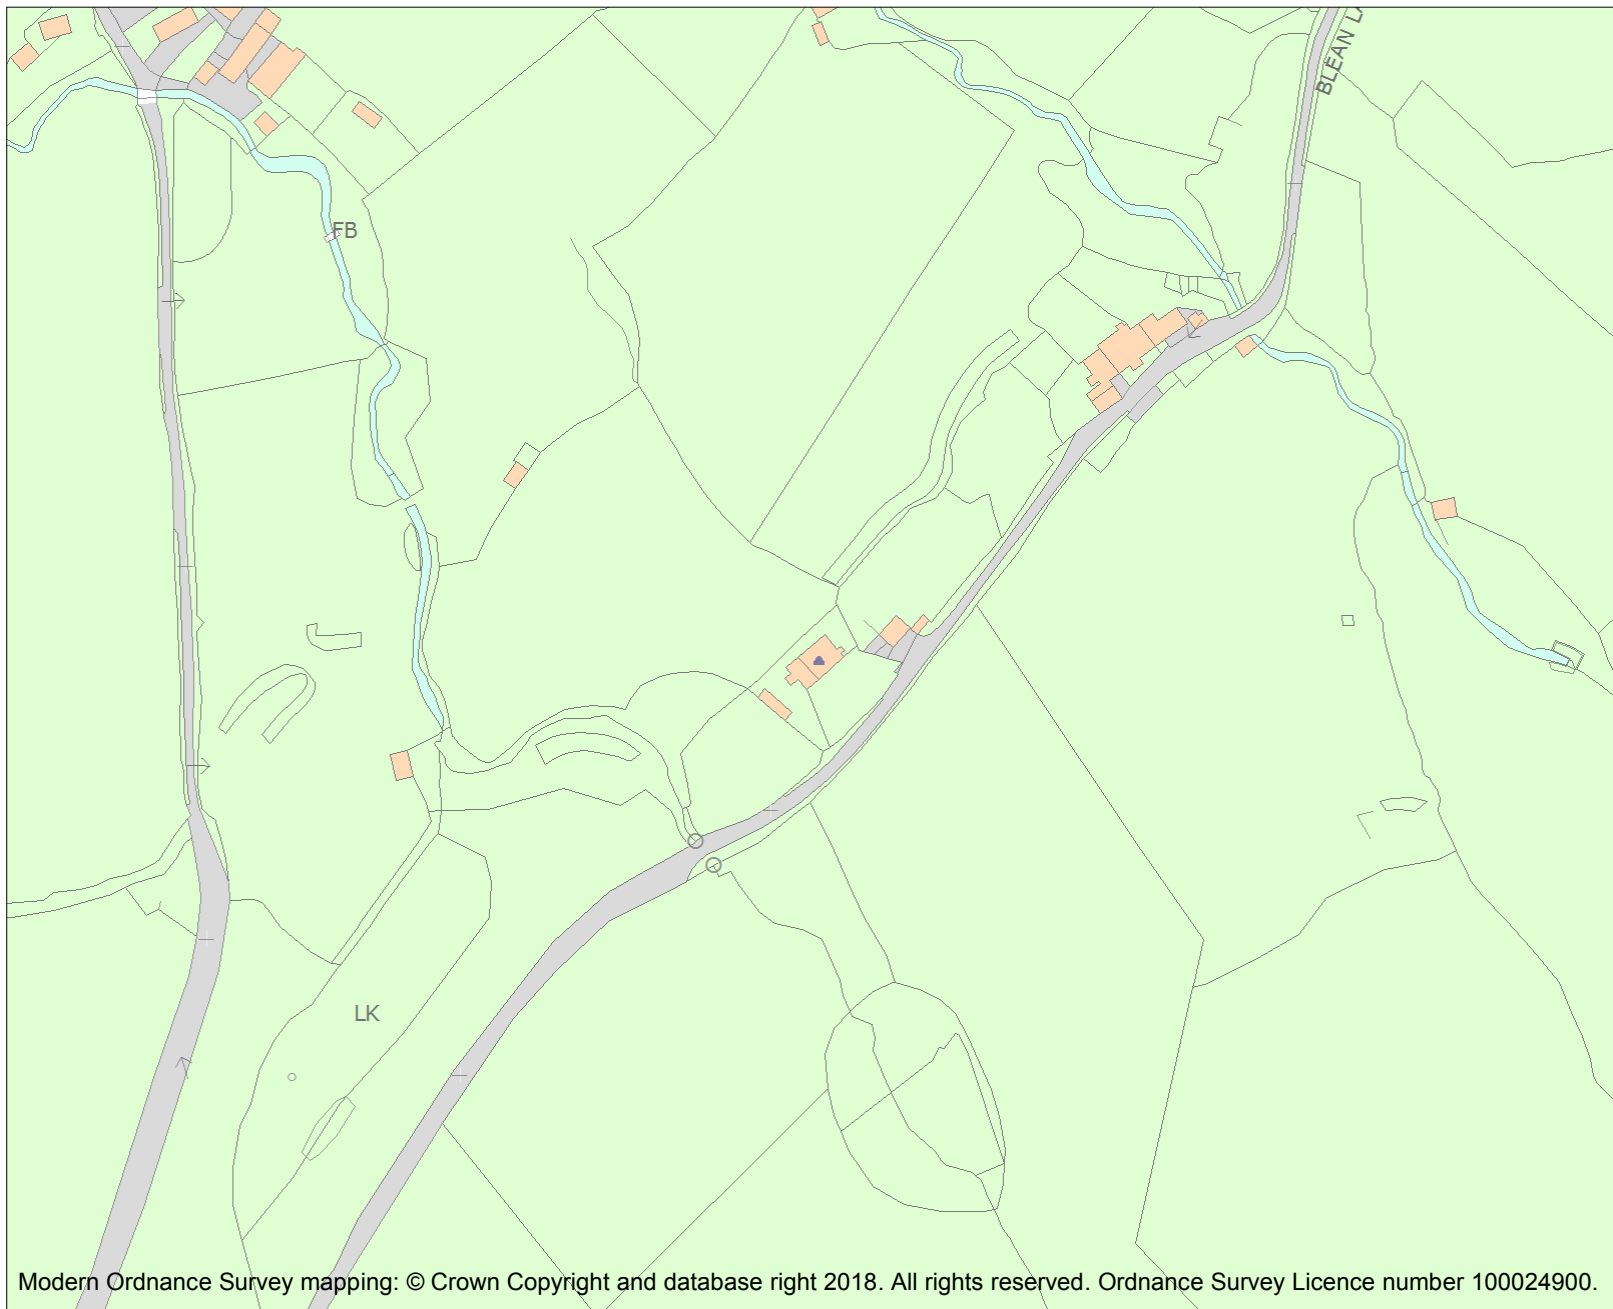 BLEAN LA
FB
LK
Modern Ordnance Survey mapping: © Crown Copyright and database right 2018. All rights reserved. Ordnance Survey Licence number 100024900.